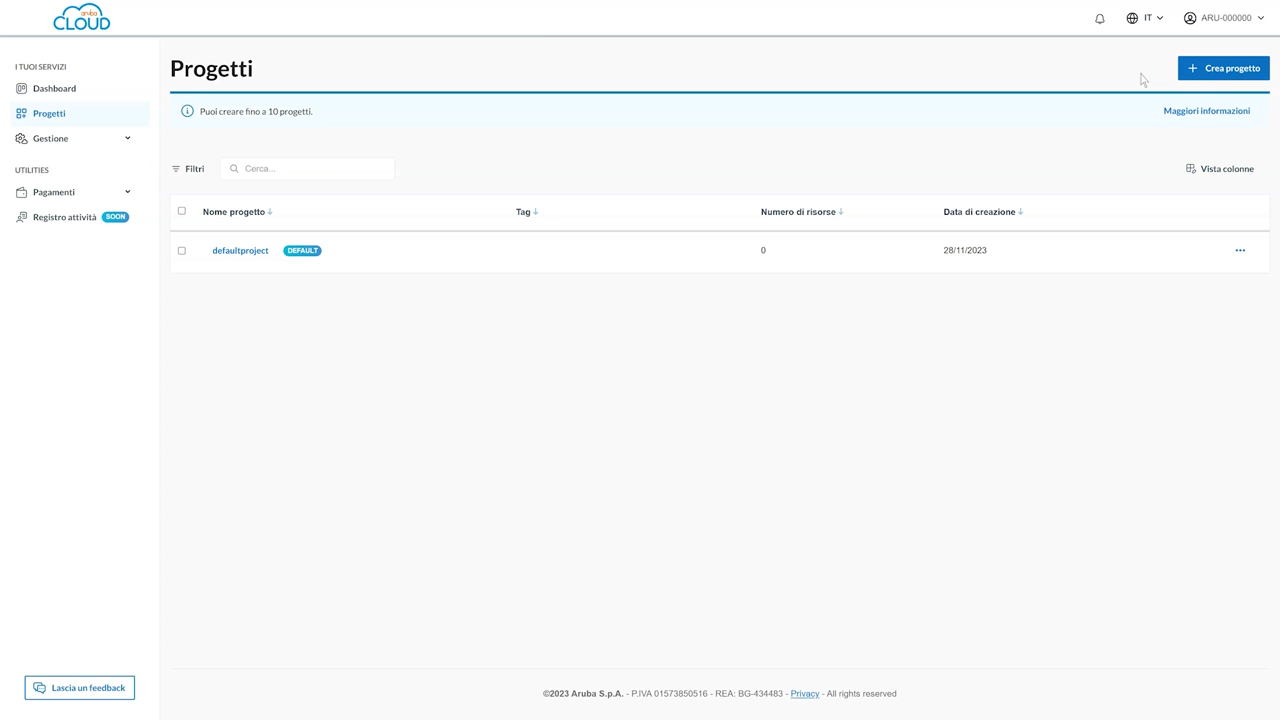 aruba
CLOUD
IT
ARU-000000
I TUOI SERVIZI
Dashboard
Progetti
Gestione
UTILITIES
Pagamenti
Registro attività SOON
Lascia un feedback
Progetti
Crea progetto
Puoi creare fino a 10 progetti. Maggiori informazioni
Filtri Cerca... Vista colonne
Nome progetto Tag Numero di risorse Data di creazione
defaultproject DEFAULT 0 28/11/2023
©2023 Aruba S.p.A. - P.IVA 01573850516 - REA: BG-434483 - Privacy - All rights reserved